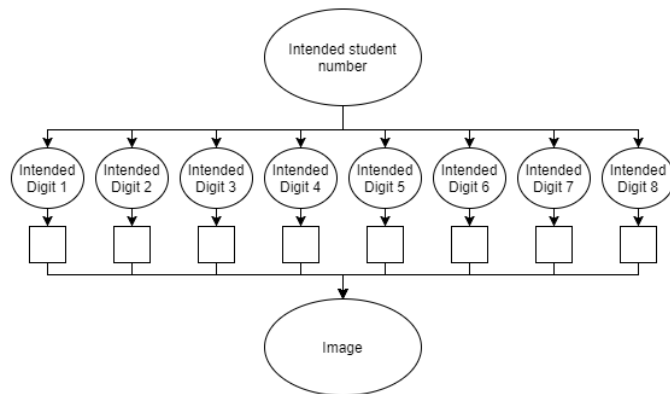 Intended student
number
Intended
Digit 1
Intended
Digit 2
Intended
Digit 3
Intended
Digit 4
Intended
Digit 5
Intended
Digit 6
Intended
Digit 7
Intended
Digit 8
Image